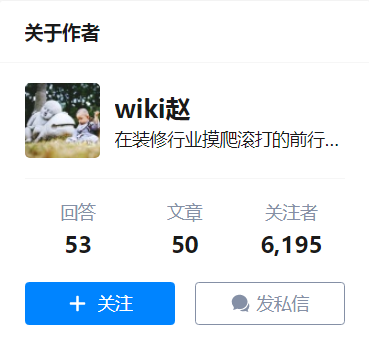 关于作者
wiki赵
在装修行业摸爬滚打的前行...
回答 文章 关注者
53 50 6,195
+ 关注 发私信